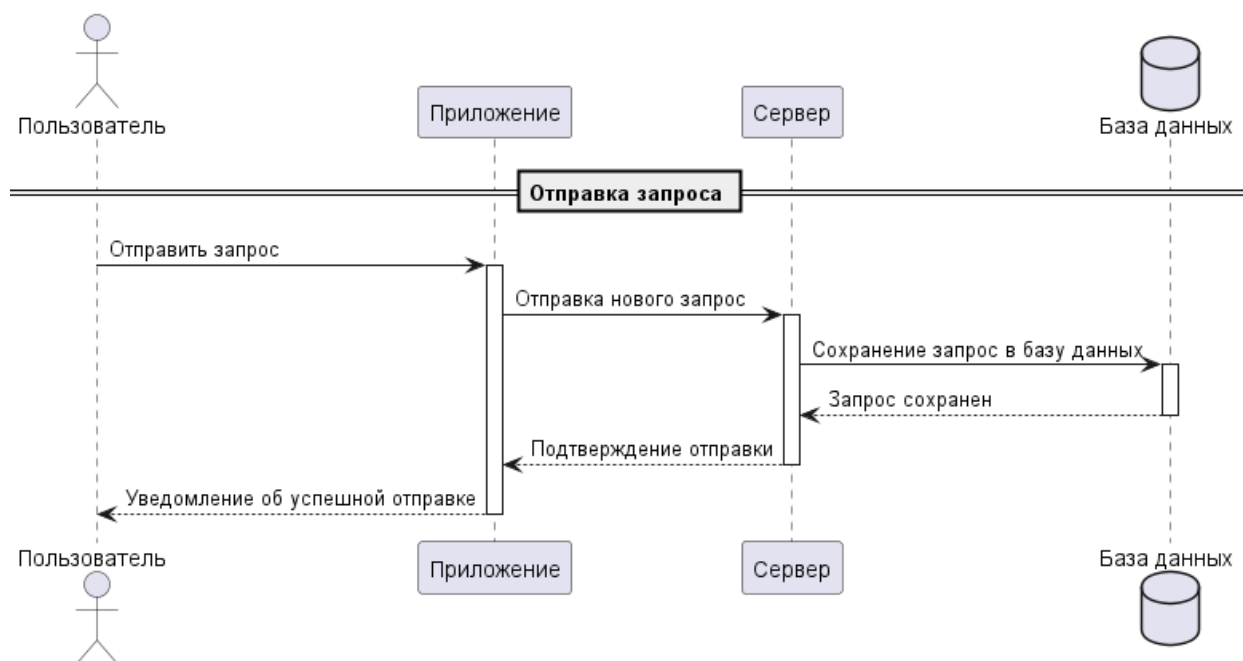 Пользователь
Приложение
Сервер
База данных
Отправка запроса
Отправить запрос
Отправка нового запрос
Сохранение запрос в базу данных
Запрос сохранен
Подтверждение отправки
Уведомление об успешной отправке
Пользователь
Приложение
Сервер
База данных